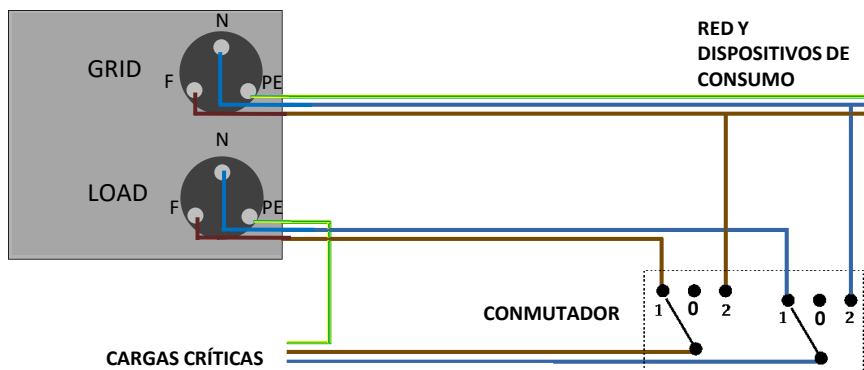 N
GRID
F
PE
RED Y
DISPOSITIVOS DE
CONSUMO
N
LOAD
F
PE
1
0
2
1
0
2
CONMUTADOR
CARGAS CRÍTICAS